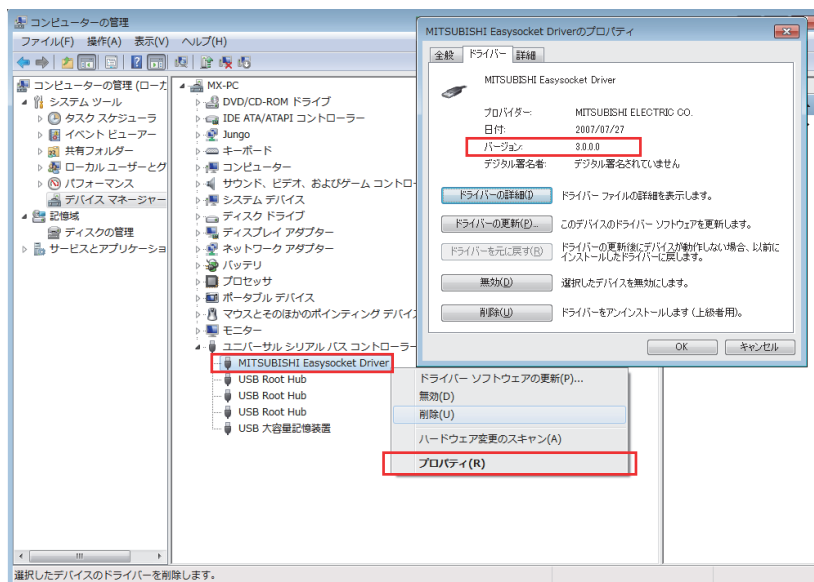 コンピューターの管理
ファイル(F) 操作(A) 表示(V) ヘルプ(H)
コンピューターの管理 (ローカ
システム ツール
タスク スケジューラ
イベント ビューアー
共有フォルダー
ローカル ユーザーとグ
パフォーマンス
デバイス マネージャー
記憶域
ディスクの管理
サービスとアプリケーショ
MX-PC
DVD/CD-ROM ドライブ
IDE ATA/ATAPI コントローラー
Jungo
キーボード
コンピューター
サウンド、ビデオ、およびゲーム コントロー
システム デバイス
ディスク ドライブ
ディスプレイ アダプター
ネットワーク アダプター
バッテリ
プロセッサ
ポータブル デバイス
マウスとそのほかのポインティング デバイス
モニター
ユニバーサル シリアル バス コントローラー
MITSUBISHI Easysocket Driver
USB Root Hub
USB Root Hub
USB Root Hub
USB 大容量記憶装置
ドライバー ソフトウェアの更新(P)...
無効(D)
削除(U)
ハードウェア変更のスキャン(A)
プロパティ(R)
MITSUBISHI Easysocket Driverのプロパティ
全般 ドライバー 詳細
MITSUBISHI Easysocket Driver
プロバイダー: MITSUBISHI ELECTRIC CO.
日付: 2007/07/27
バージョン: 3.0.0.0
デジタル署名者: デジタル署名されていません
ドライバーの詳細(I) ドライバー ファイルの詳細を表示します。
ドライバーの更新(P)... このデバイスのドライバー ソフトウェアを更新します。
ドライバーを元に戻す(R) ドライバーの更新後にデバイスが動作しない場合、以前に
インストールしたドライバーに戻します。
無効(D) 選択したデバイスを無効にします。
削除(U) ドライバーをアンインストールします (上級者用)。
OK キャンセル
選択したデバイスのドライバーを削除します。